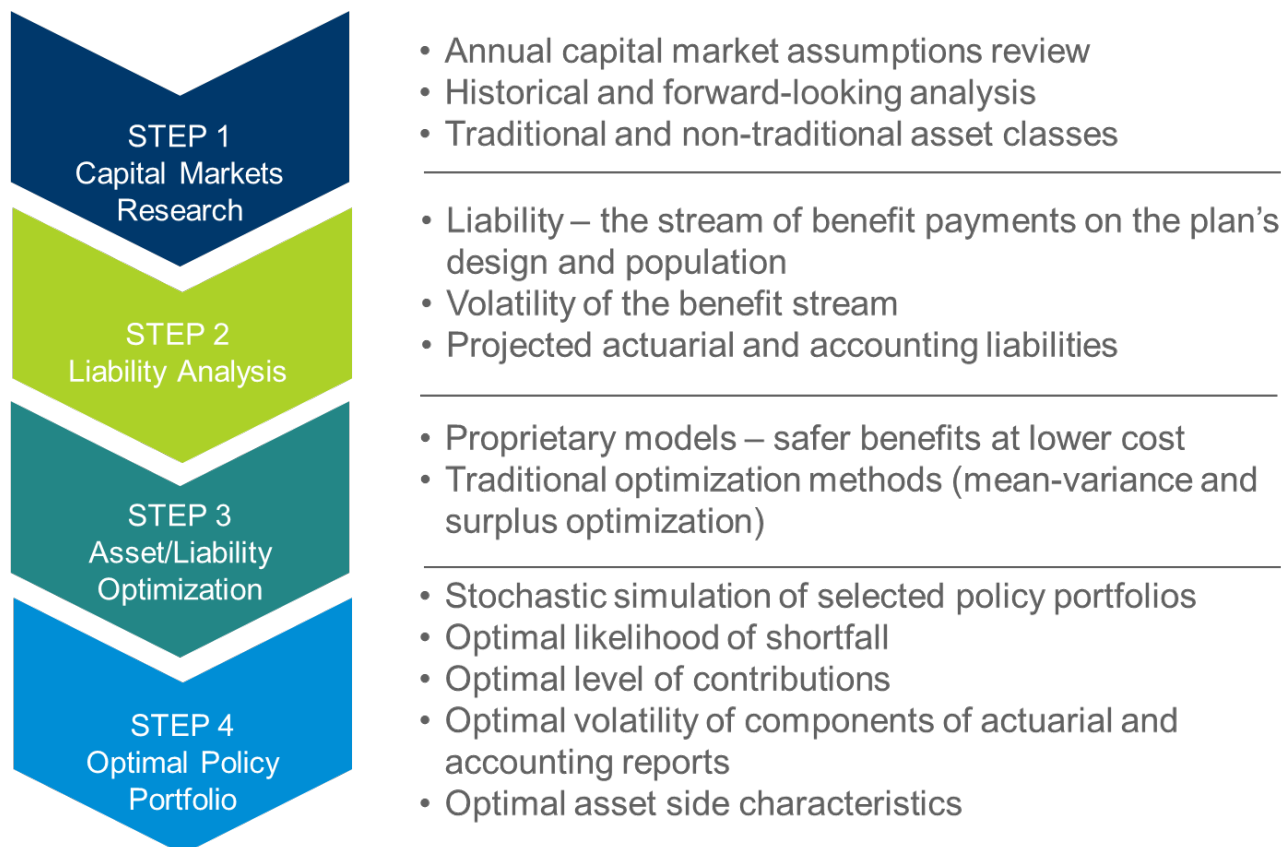 STEP 1
Capital Markets
Research
• Annual capital market assumptions review
• Historical and forward-looking analysis
• Traditional and non-traditional asset classes
STEP 2
Liability Analysis
• Liability – the stream of benefit payments on the plan’s
design and population
• Volatility of the benefit stream
• Projected actuarial and accounting liabilities
STEP 3
Asset/Liability
Optimization
• Proprietary models – safer benefits at lower cost
• Traditional optimization methods (mean-variance and
surplus optimization)
STEP 4
Optimal Policy
Portfolio
• Stochastic simulation of selected policy portfolios
• Optimal likelihood of shortfall
• Optimal level of contributions
• Optimal volatility of components of actuarial and
accounting reports
• Optimal asset side characteristics